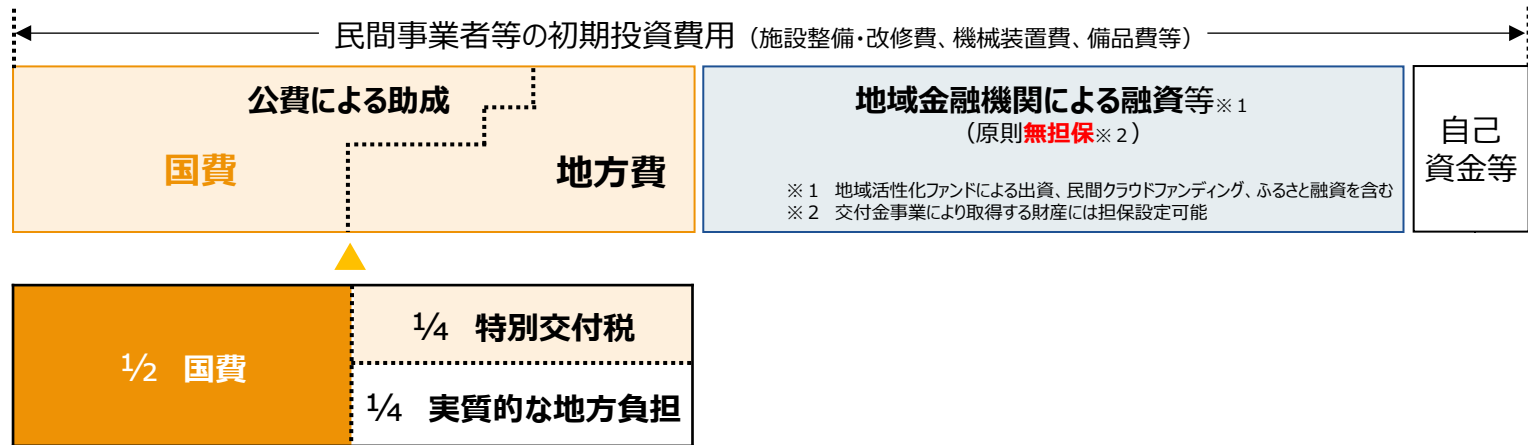 民間事業者等の初期投資費用（施設整備・改修費、機械装置費、備品費等）
公費による助成
国費
地方費
地域金融機関による融資等※1
（原則無担保※2）
※1 地域活性化ファンドによる出資、民間クラウドファンディング、ふるさと融資を含む
※2 交付金事業により取得する財産には担保設定可能
自己
資金等
½ 国費
¼ 特別交付税
¼ 実質的な地方負担